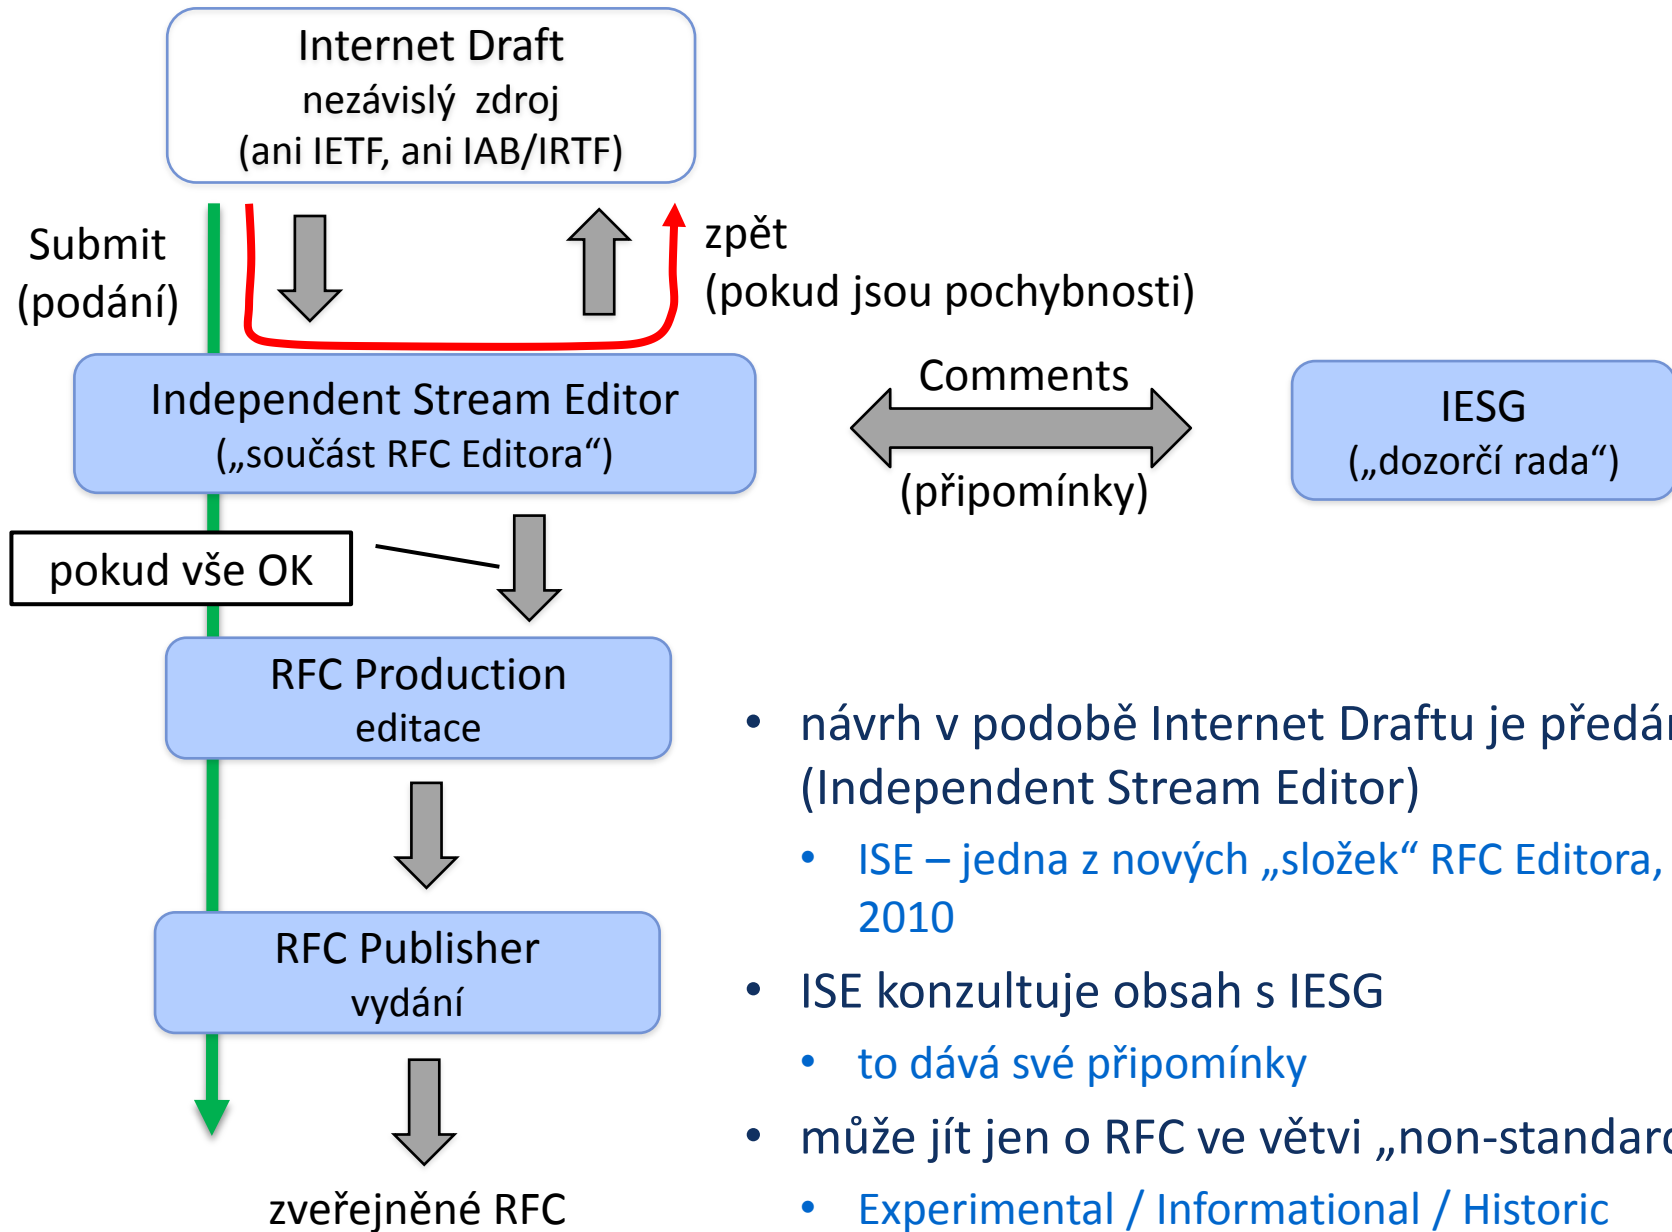 Internet Draft
nezávislý zdroj
(ani IETF, ani IAB/IRTF)
Submit
(podání)
zpět
(pokud jsou pochybnosti)
Independent Stream Editor
(„součást RFC Editora“)
Comments
(připomínky)
IESG
(„dozorčí rada“)
pokud vše OK
RFC Production
editace
RFC Publisher
vydání
zveřejněné RFC
• návrh v podobě Internet Draftu je
(Independent Stream Editor)
• ISE – jedna z nových „složek“ RFC Editora,
2010
• ISE konzultuje obsah s IESG
• to dává své připomínky
• může jít jen o RFC ve větvi
• Experimental / Informational / Historic